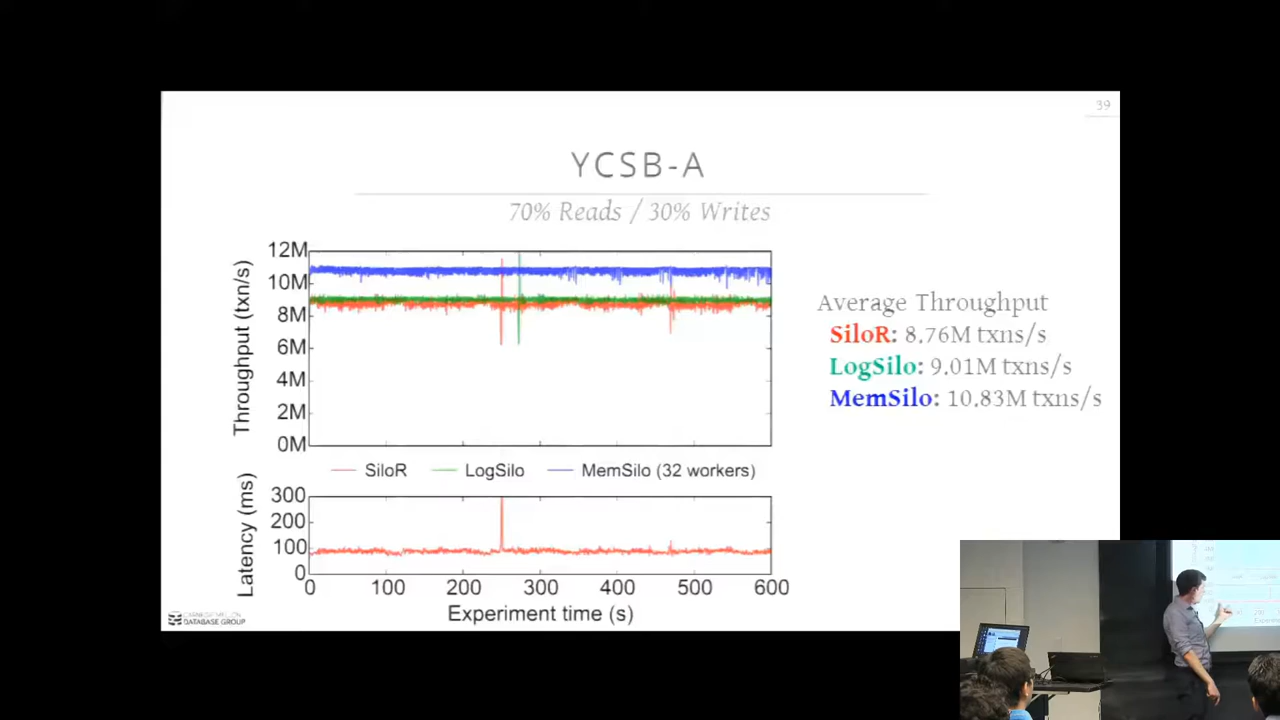 39
YCSB-A
70% Reads / 30% Writes
12M
10M
8M
6M
4M
2M
0M
Throughput (txn/s)
SiloR
LogSilo
MemSilo (32 workers)
300
200
100
0
Latency (ms)
0 100 200 300 400 500 600
Experiment time (s)
Average Throughput
SiloR: 8.76M txns/s
LogSilo: 9.01M txns/s
MemSilo: 10.83M txns/s
CARNEGIE MELLON
DATABASE GROUP